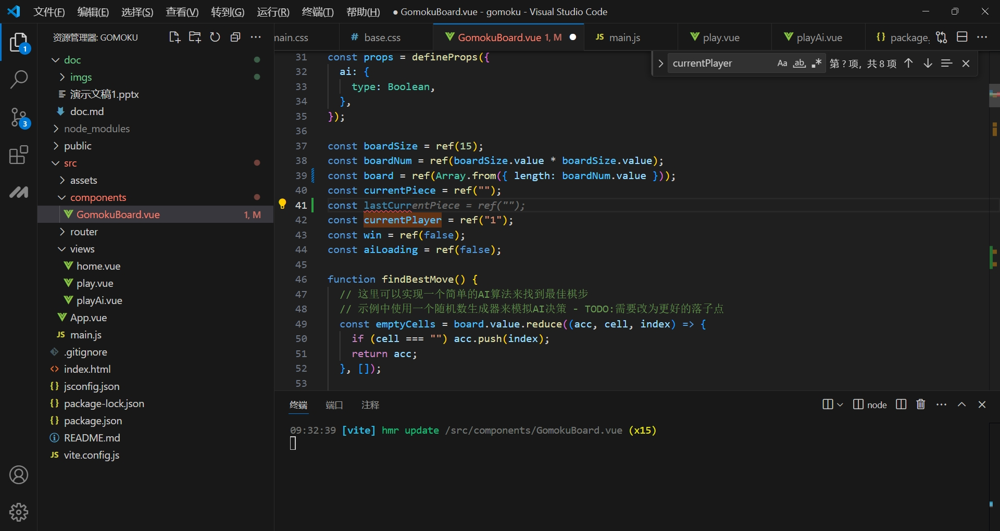 文件(F) 编辑(E) 选择(S) 查看(V) 转到(G) 运行(R) 终端(T) 帮助(H) ● GomokuBoard.vue - gomoku - Visual Studio Code
资源管理器: GOMOKU
main.css
# base.css
GomokuBoard.vue 1, M
JS main.js
play.vue
playAi.vue
{} package.
1
3
doc
imgs
演示文稿1.pptx
doc.md
node_modules
public
src
assets
components
GomokuBoard.vue 1, M
router
views
home.vue
play.vue
playAi.vue
App.vue
JS main.js
.gitignore
<> index.html
{} jsconfig.json
{} package-lock.json
{} package.json
README.md
JS vite.config.js
currentPlayer Aa ab .* 第 ? 项, 共 8 项
31 const props = defineProps({
32 ai: {
33 type: Boolean,
34 },
35 });
36
37 const boardSize = ref(15);
38 const boardNum = ref(boardSize.value * boardSize.value);
39 const board = ref(Array.from({ length: boardNum.value }));
40 const currentPiece = ref("");
41 const lastCurrentPiece = ref("");
42 const currentPlayer = ref("1");
43 const win = ref(false);
44 const aiLoading = ref(false);
45
46 function findBestMove() {
47 // 这里可以实现一个简单的AI算法来找到最佳棋步
48 // 示例中使用一个随机数生成器来模拟AI决策 - TODO:需要改为更好的落子点
49 const emptyCells = board.value.reduce((acc, cell, index) => {
50 if (cell === "") acc.push(index);
51 return acc;
52 }, []);
53
终端 端口 注释
node
09:32:39 [vite] hmr update /src/components/GomokuBoard.vue (x15)